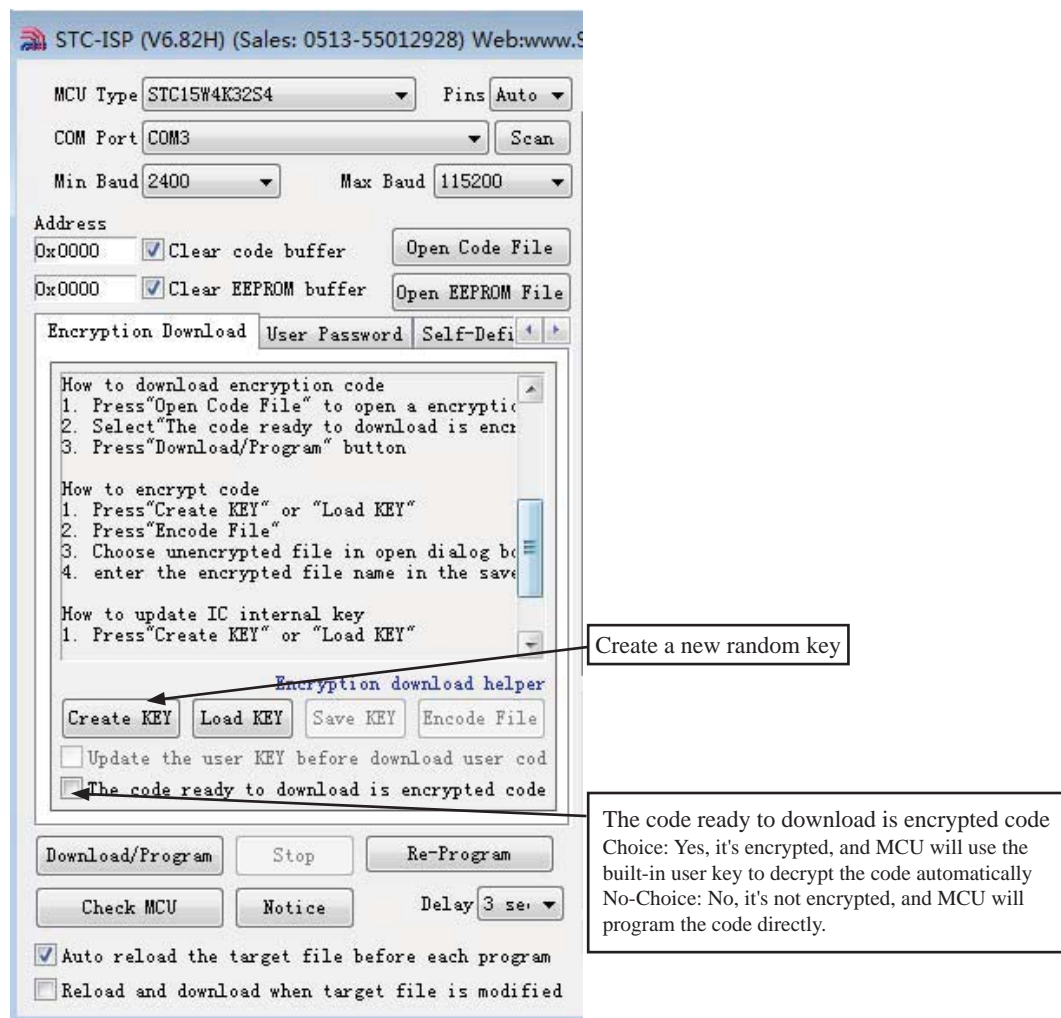 STC-ISP (V6.82H) (Sales: 0513-55012928) Web:www.S
MCU Type STC15W4K32S4 Pins Auto
COM Port COM3 Scan
Min Baud 2400 Max Baud 115200
Address
0x0000 Clear code buffer Open Code File
0x0000 Clear EEPROM buffer Open EEPROM File
Encryption Download User Password Self-Defi
How to download encryption code
1. Press"Open Code File" to open a encryptic
2. Select"The code ready to download is encr
3. Press"Download/Program" button
How to encrypt code
1. Press"Create KEY" or "Load KEY"
2. Press"Encode File"
3. Choose unencrypted file in open dialog bo
4. enter the encrypted file name in the save
How to update IC internal key
1. Press"Create KEY" or "Load KEY"
Create a new random key
Encryption download helper
Create KEY Load KEY Save KEY Encode File
Update the user KEY before download user cod
The code ready to download is encrypted code
The code ready to download is encrypted code
Choice: Yes, it's encrypted, and MCU will use the
built-in user key to decrypt the code automatically
No-Choice: No, it's not encrypted, and MCU will
program the code directly.
Download/Program Stop Re-Program
Check MCU Notice Delay 3 se
Auto reload the target file before each program
Reload and download when target file is modified